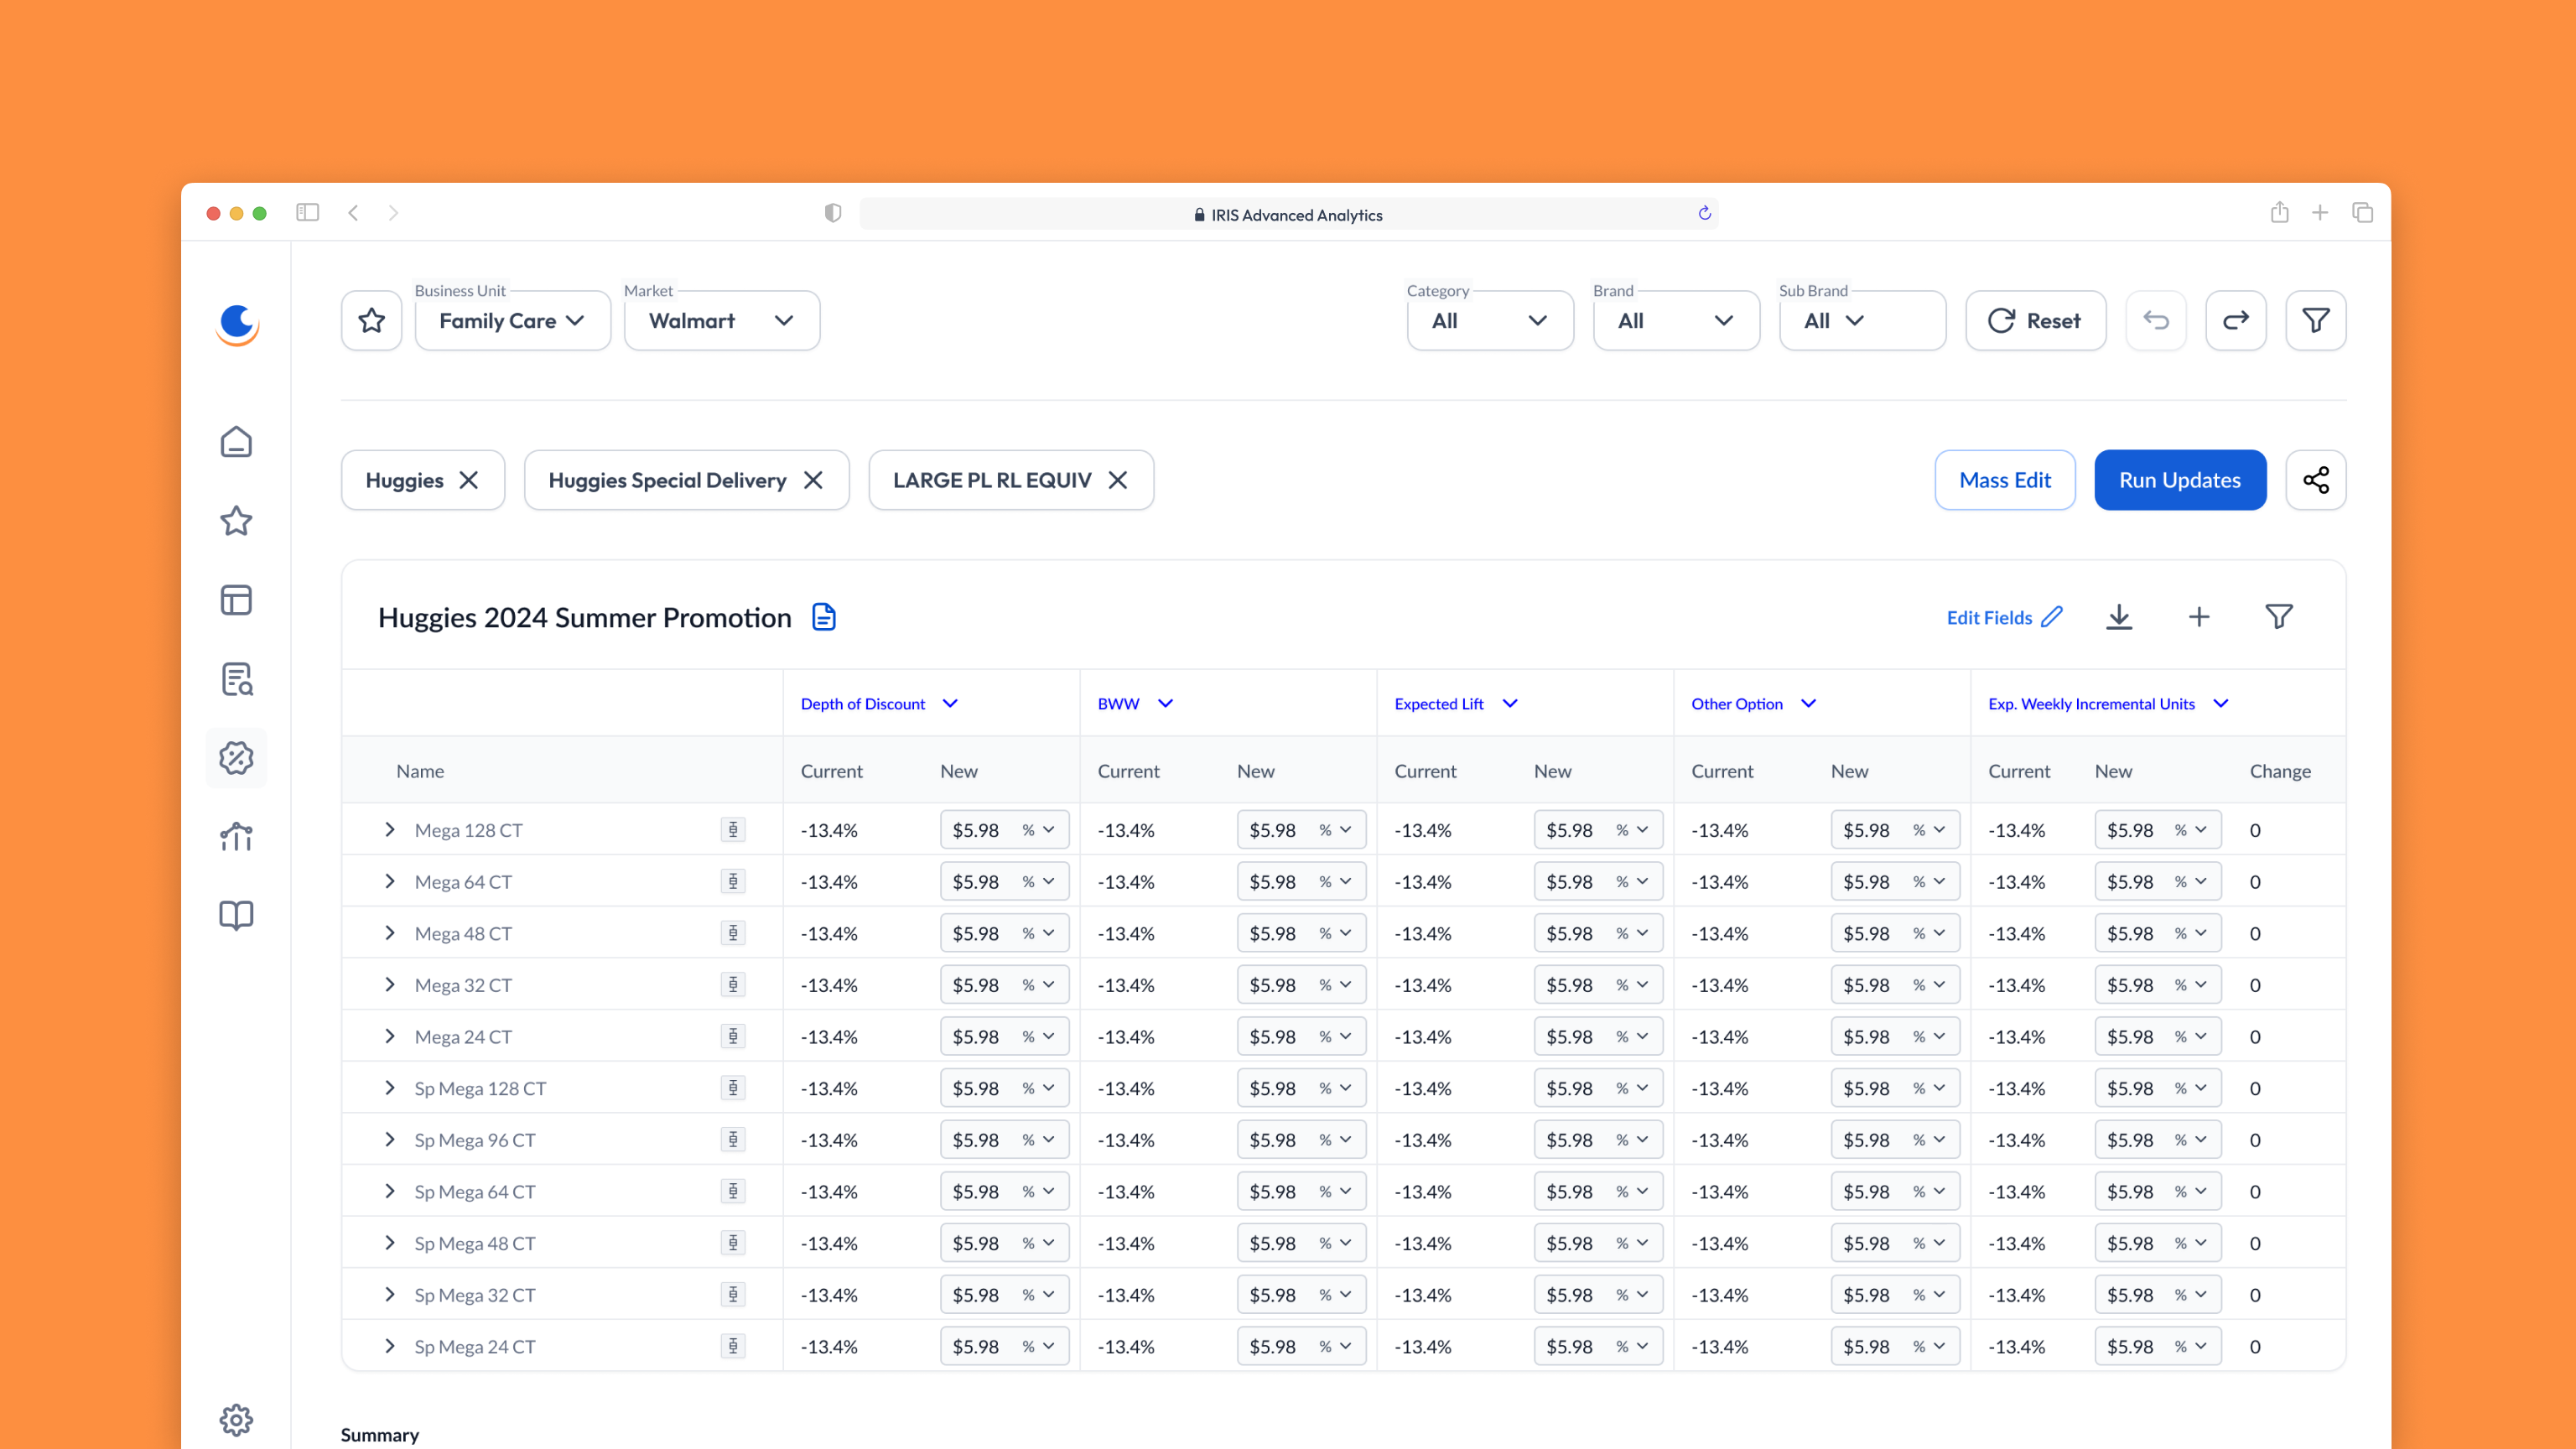 IRIS Advanced Analytics
Business Unit Market Category Brand Sub Brand
Family Care Walmart All All All Reset
Huggies Huggies Special Delivery LARGE PL RL EQUIV Mass Edit Run Updates
Huggies 2024 Summer Promotion Edit Fields
Depth of Discount BWW Expected Lift Other Option Exp. Weekly Incremental Units
Name Current New Current New Current New Current New Current New Change
Mega 128 CT -13.4% $5.98 % -13.4% $5.98 % -13.4% $5.98 % -13.4% $5.98 % -13.4% $5.98 % 0
Mega 64 CT -13.4% $5.98 % -13.4% $5.98 % -13.4% $5.98 % -13.4% $5.98 % -13.4% $5.98 % 0
Mega 48 CT -13.4% $5.98 % -13.4% $5.98 % -13.4% $5.98 % -13.4% $5.98 % -13.4% $5.98 % 0
Mega 32 CT -13.4% $5.98 % -13.4% $5.98 % -13.4% $5.98 % -13.4% $5.98 % -13.4% $5.98 % 0
Mega 24 CT -13.4% $5.98 % -13.4% $5.98 % -13.4% $5.98 % -13.4% $5.98 % -13.4% $5.98 % 0
Sp Mega 128 CT -13.4% $5.98 % -13.4% $5.98 % -13.4% $5.98 % -13.4% $5.98 % -13.4% $5.98 % 0
Sp Mega 96 CT -13.4% $5.98 % -13.4% $5.98 % -13.4% $5.98 % -13.4% $5.98 % -13.4% $5.98 % 0
Sp Mega 64 CT -13.4% $5.98 % -13.4% $5.98 % -13.4% $5.98 % -13.4% $5.98 % -13.4% $5.98 % 0
Sp Mega 48 CT -13.4% $5.98 % -13.4% $5.98 % -13.4% $5.98 % -13.4% $5.98 % -13.4% $5.98 % 0
Sp Mega 32 CT -13.4% $5.98 % -13.4% $5.98 % -13.4% $5.98 % -13.4% $5.98 % -13.4% $5.98 % 0
Sp Mega 24 CT -13.4% $5.98 % -13.4% $5.98 % -13.4% $5.98 % -13.4% $5.98 % -13.4% $5.98 % 0
Summary